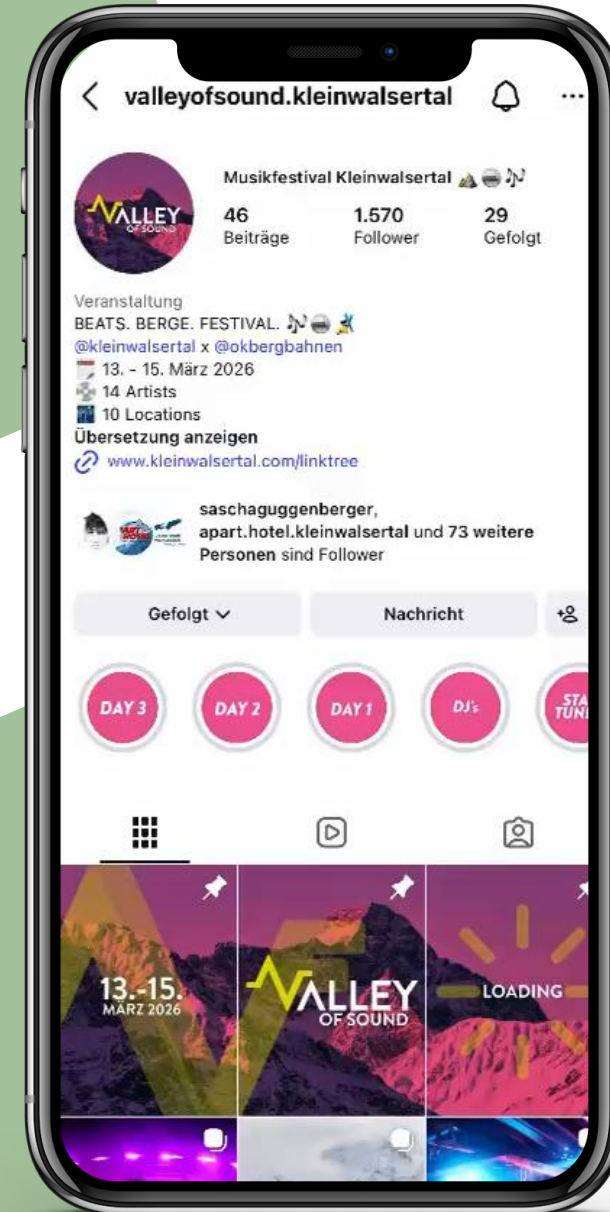 valleyofsound.kleinwalsertal
VALLEY
OF SOUND
Musikfestival Kleinwalsertal
46 1.570 29
Beiträge Follower Gefolgt
Veranstaltung
BEATS. BERGE. FESTIVAL.
@kleinwalsertal x @okbergbahnen
13. - 15. März 2026
14 Artists
10 Locations
Übersetzung anzeigen
www.kleinwalsertal.com/linktree
saschaguggenberger,
apart.hotel.kleinwalsertal und 73 weitere
Personen sind Follower
Gefolgt Nachricht
DAY 3 DAY 2 DAY 1 DJ's STA
TUN
13.-15.
MÄRZ 2026
VALLEY
OF SOUND
LOADING